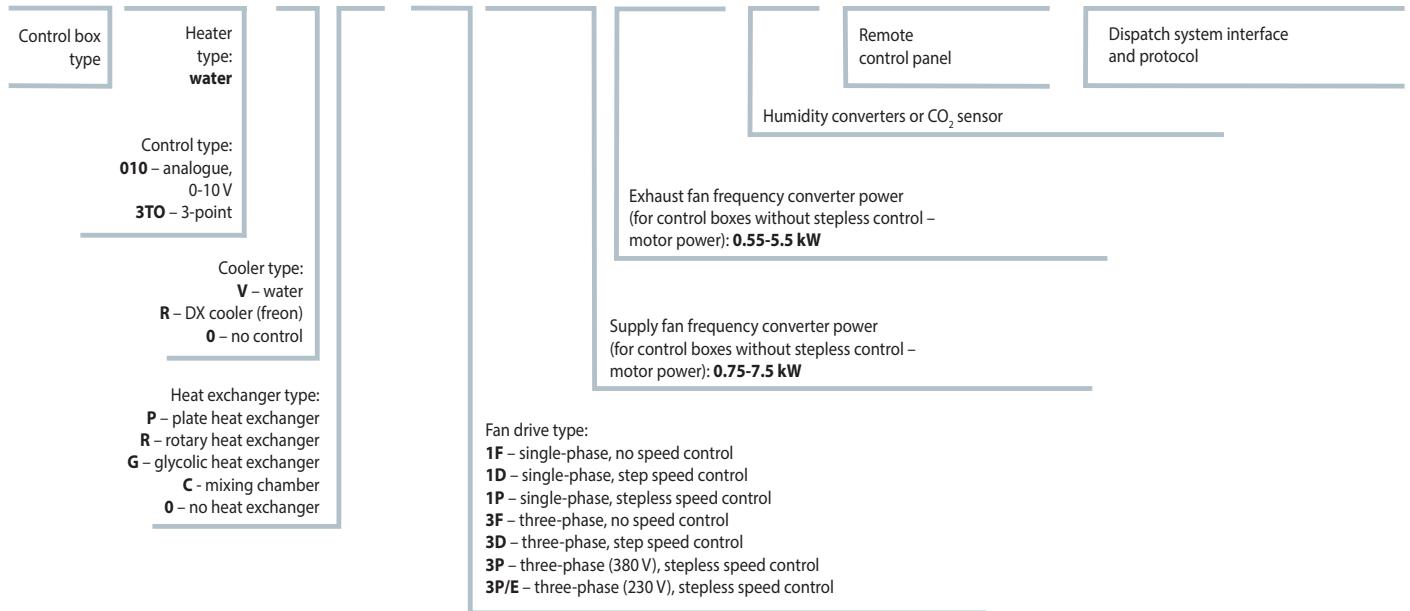 Control box
type
Heater
type:
water
Control type:
010 – analogue,
0-10 V
3TO – 3-point
Cooler type:
V – water
R – DX cooler (freon)
0 – no control
Heat exchanger type:
P – plate heat exchanger
R – rotary heat exchanger
G – glycolic heat exchanger
C - mixing chamber
0 – no heat exchanger
Fan drive type:
1F – single-phase, no speed control
1D – single-phase, step speed control
1P – single-phase, stepless speed control
3F – three-phase, no speed control
3D – three-phase, step speed control
3P – three-phase (380 V), stepless speed control
3P/E – three-phase (230 V), stepless speed control
Supply fan frequency converter power
(for control boxes without stepless control –
motor power): 0.75-7.5 kW
Exhaust fan frequency converter power
(for control boxes without stepless control –
motor power): 0.55-5.5 kW
Humidity converters or CO₂ sensor
Remote
control panel
Dispatch system interface
and protocol